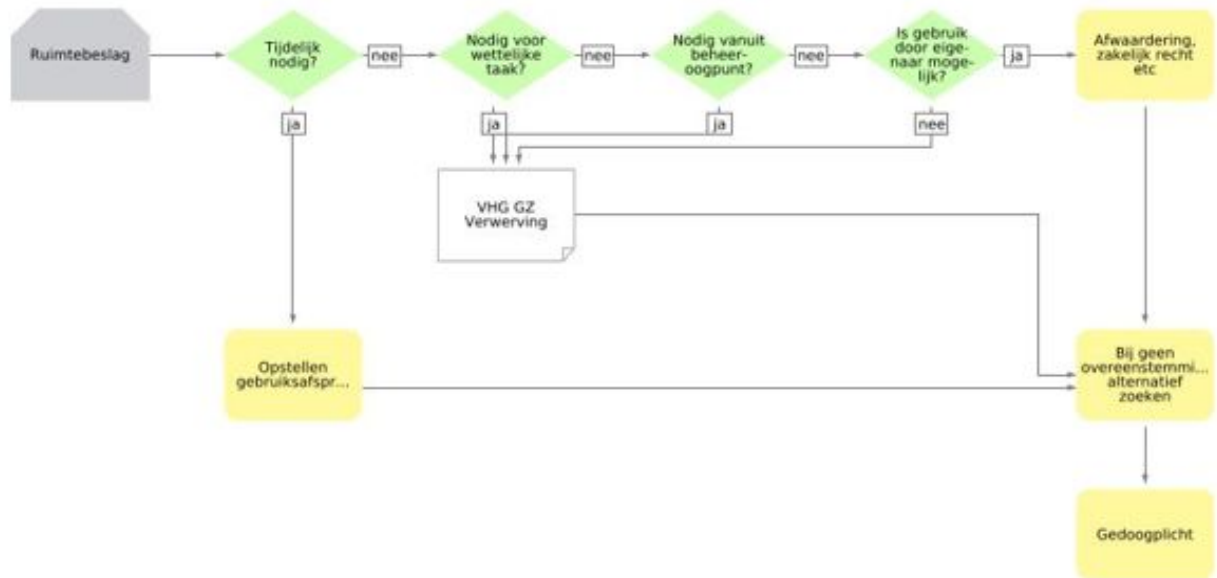 Ruimtebeslag
Tijdelijk
nodig?
nee
Nodig voor
wettelijke
taak?
nee
Nodig vanuit
beheer-
oogpunt?
nee
Is gebruik
door eige-
naar moge-
lijk?
ja
Afwaardering,
zakelijk recht
etc
ja
ja
ja
nee
VHG GZ
Verwerving
Opstellen
gebruiksafspr...
Bij geen
overeenstemmi...
alternatief
zoeken
Gedoogplicht